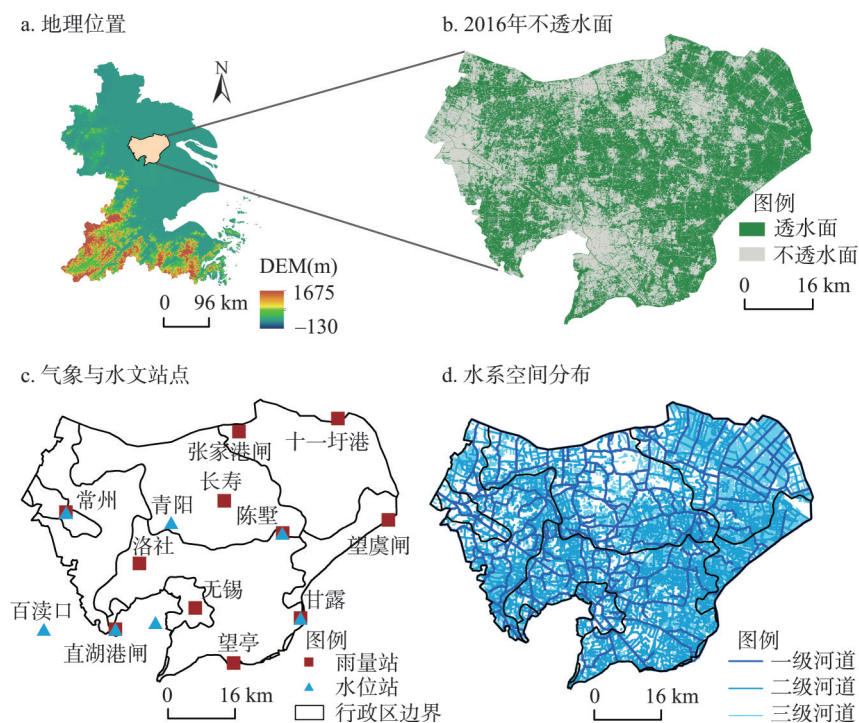 a. 地理位置
N
DEM(m)
1675
–130
0 96 km
b. 2016年不透水面
图例
透水面
不透水面
0 16 km
c. 气象与水文站点
张家港闸
十一圩港
长寿
常州
青阳
陈墅
望虞闸
洛社
无锡
甘露
百渎口
直湖港闸
望亭
图例
雨量站
水位站
行政区边界
0 16 km
d. 水系空间分布
图例
一级河道
二级河道
三级河道
0 16 km